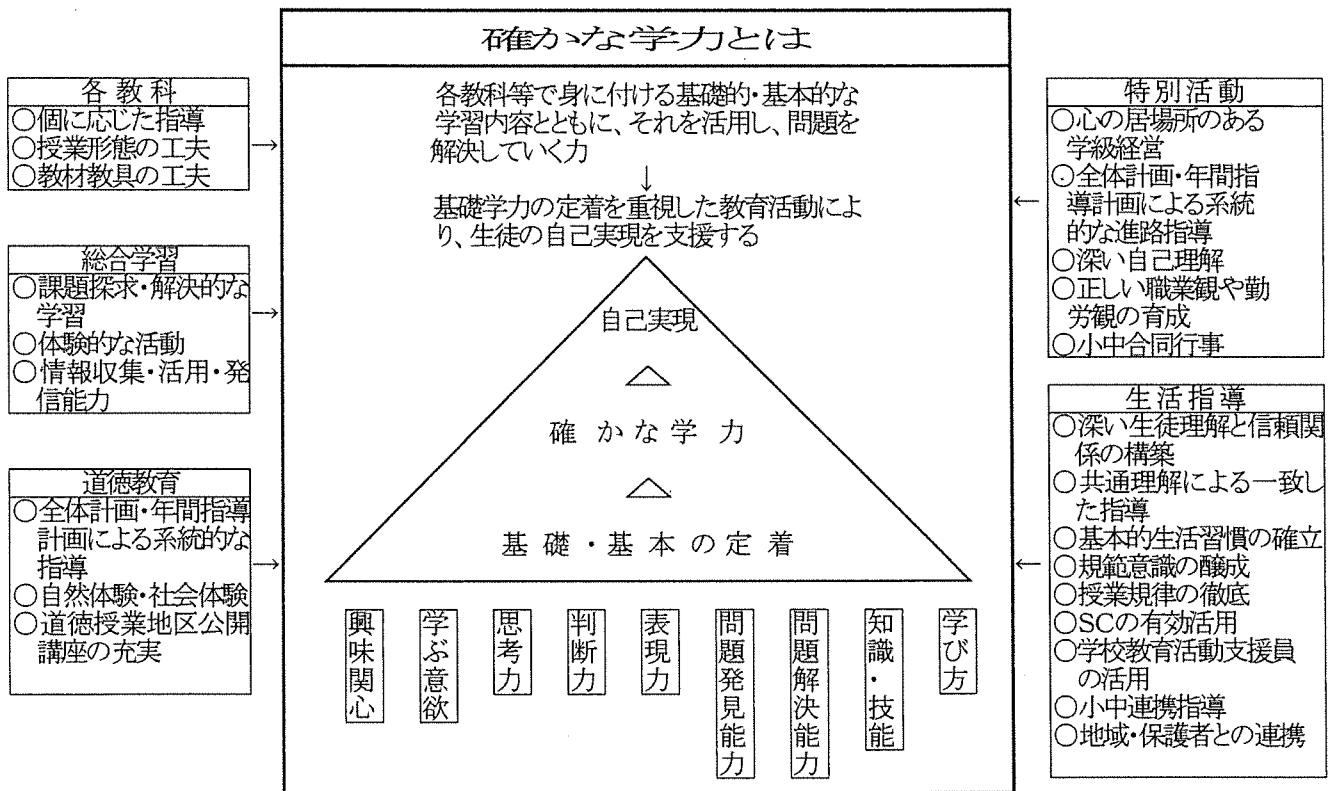 確かな学力とは
各教科等で身に付ける基礎的・基本的な
学習内容とともに、それを活用し、問題を
解決していく力
↓
基礎学力の定着を重視した教育活動によ
り、生徒の自己実現を支援する
自己実現
確かな学力
基礎・基本の定着
興味関心
学ぶ意欲
思考力
判断力
表現力
問題発見能力
問題解決能力
知識・技能
学び方
各教科
○個に応じた指導
○授業形態の工夫
○教材教具の工夫
→
総合学習
○課題探求・解決的な
学習
○体験的な活動
○情報収集・活用・発
信能力
→
道徳教育
○全体計画・年間指導
計画による系統的な
指導
○自然体験・社会体験
○道徳授業地区公開
講座の充実
→
特別活動
○心の居場所のある
学級経営
○全体計画・年間指
導計画による系統
的な進路指導
○深い自己理解
○正しい職業観や勤
労観の育成
○小中合同行事
←
生活指導
○深い生徒理解と信頼関
係の構築
○共通理解による一致し
た指導
○基本的生活習慣の確立
○規範意識の醸成
○授業規律の徹底
○SCの有効活用
○学校教育活動支援員
の活用
○小中連携指導
○地域・保護者との連携
←